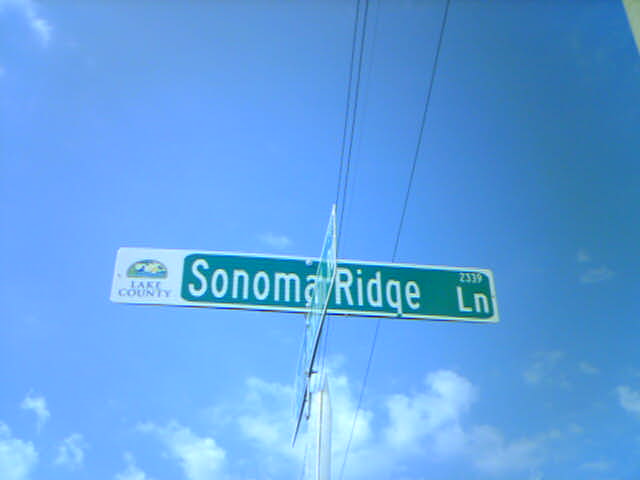 LAKE
COUNTY
Sonoma Ridge Ln
2339